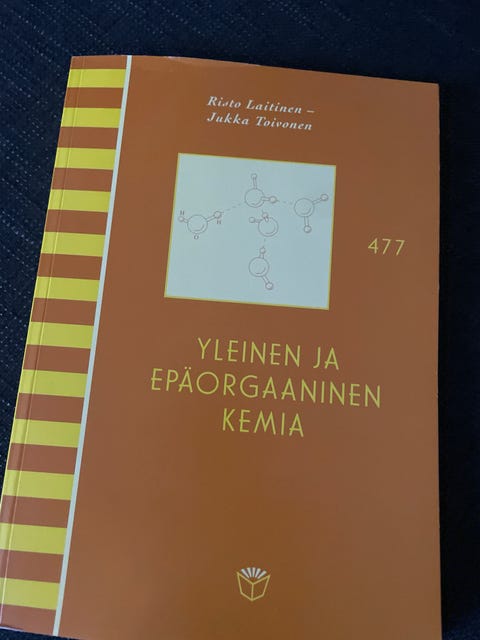 Risto Laitinen –
Jukka Toivonen
H
H
O
477
YLEINEN JA
EPÄORGAANINEN
KEMIA